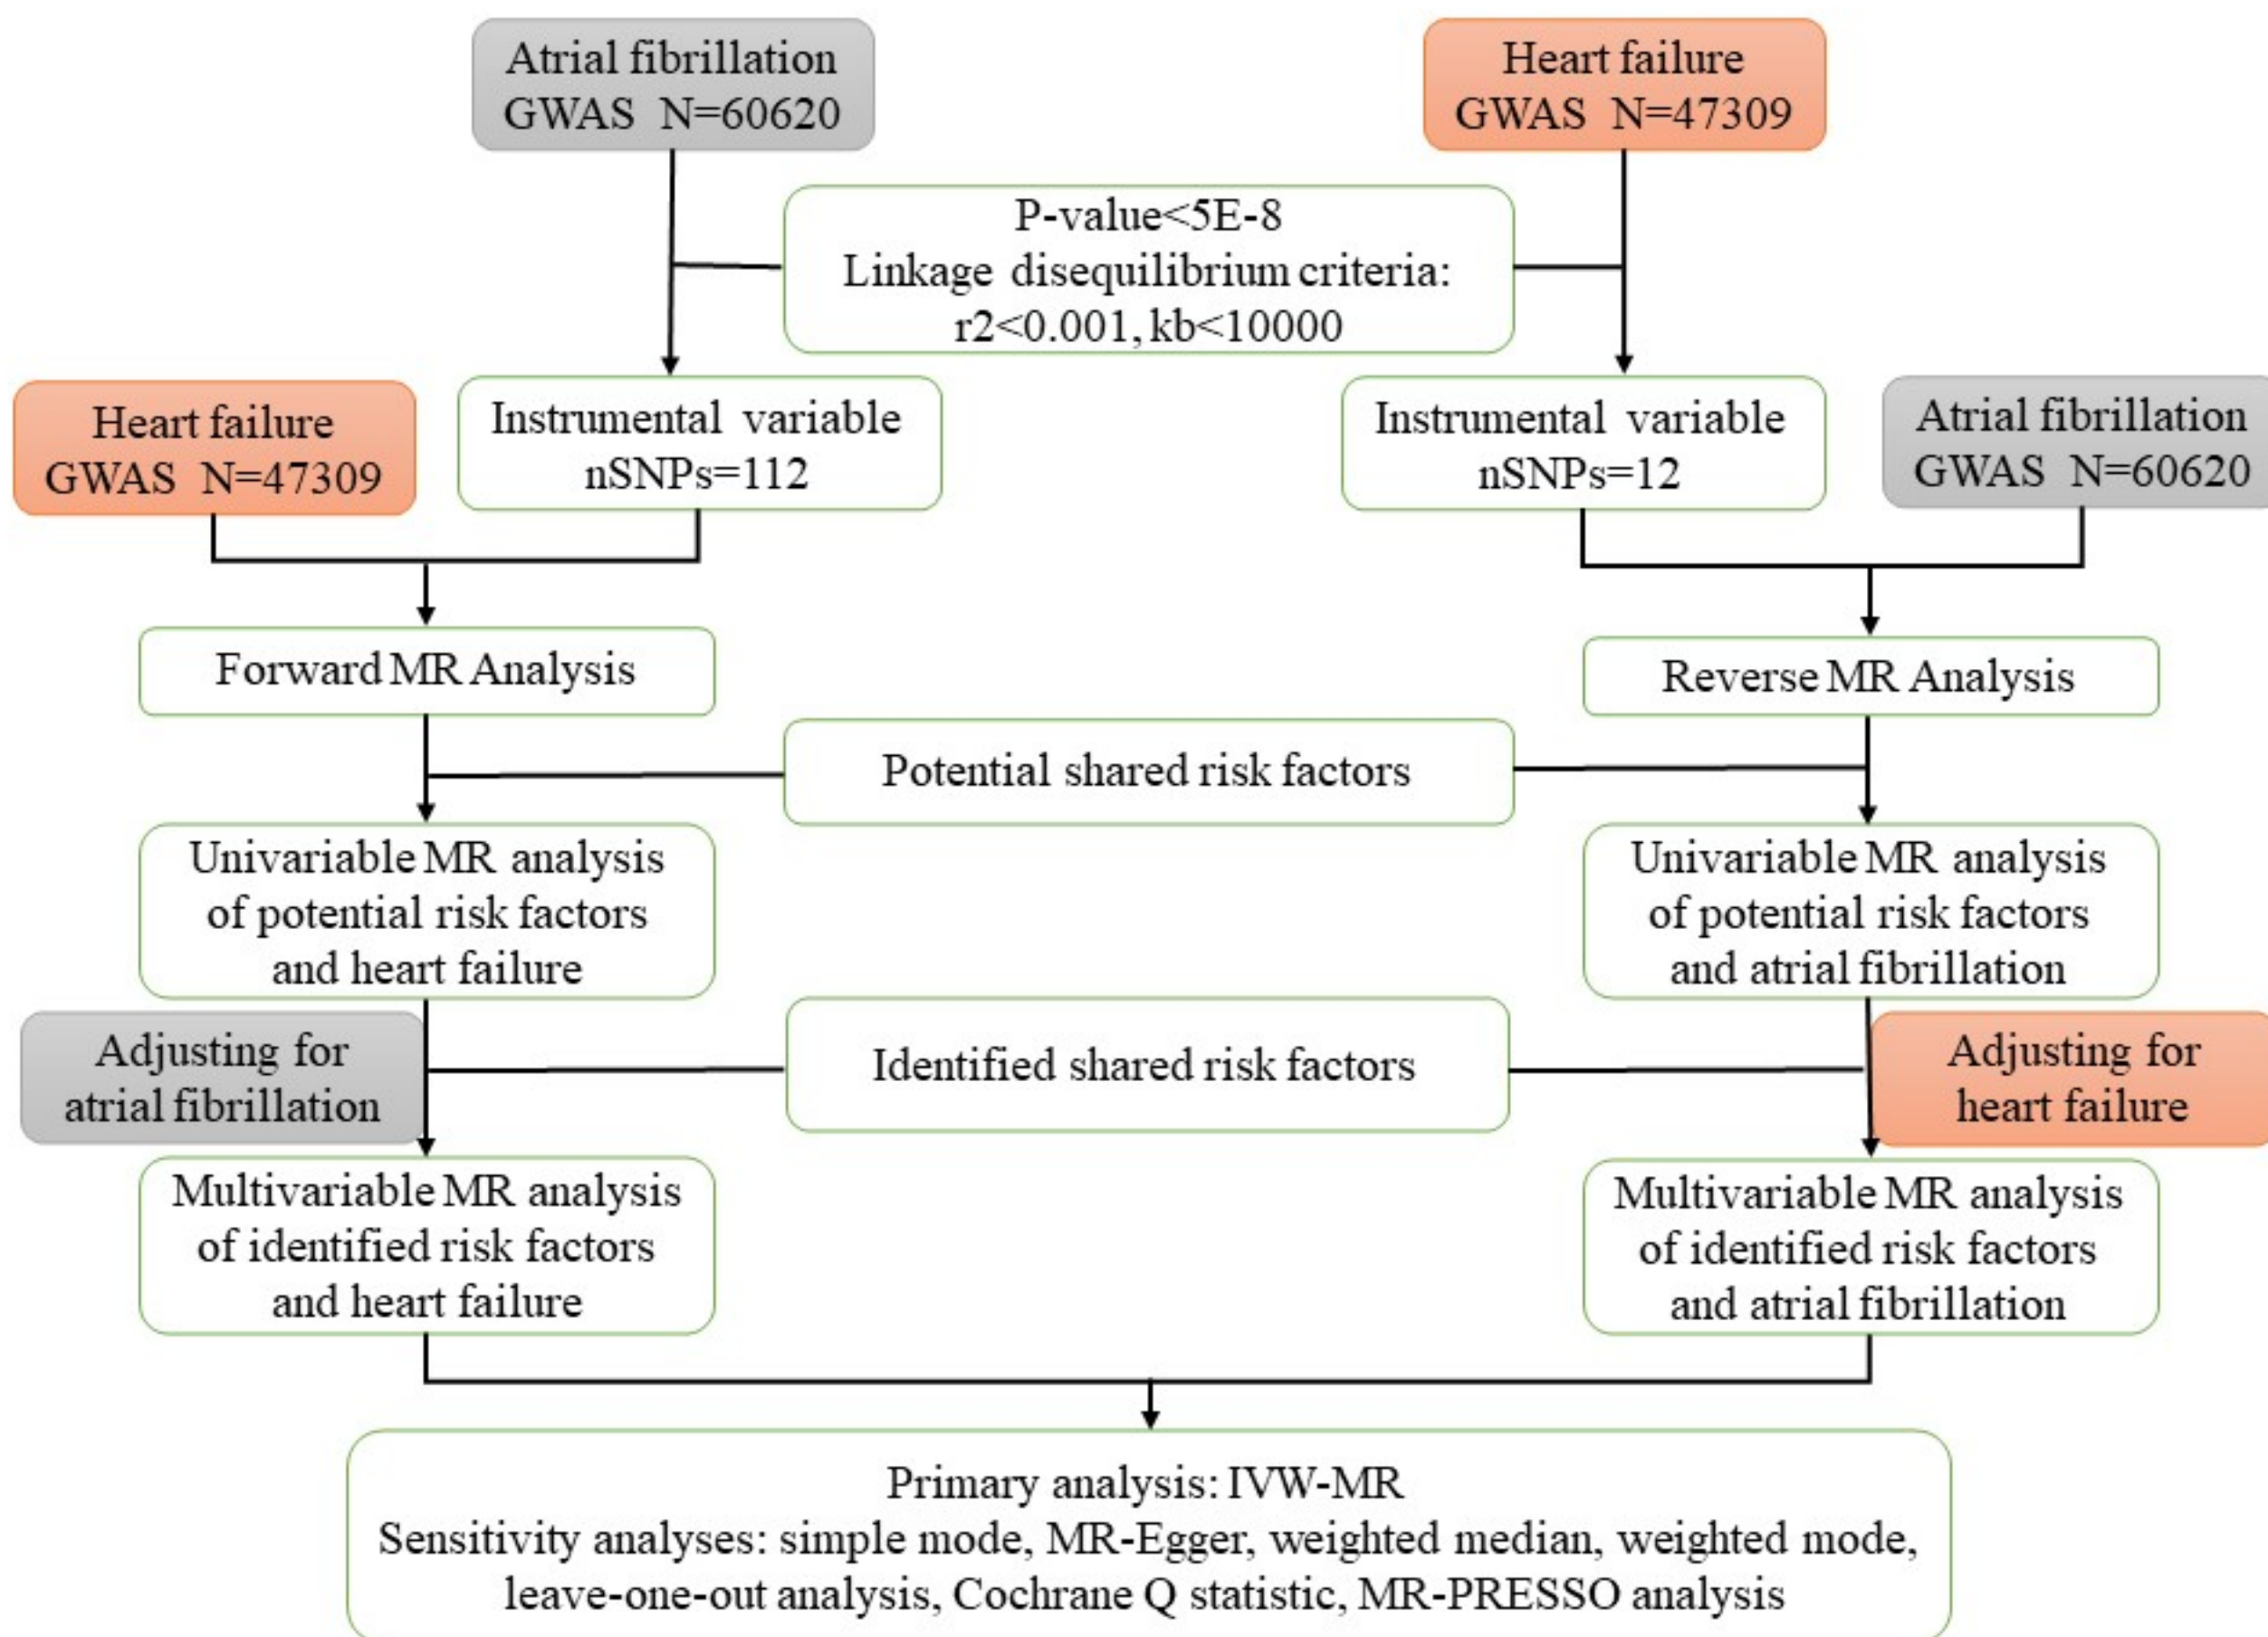 Atrial fibrillation
GWAS N=60620
Heart failure
GWAS N=47309
P-value<5E-8
Linkage disequilibrium criteria:
r2<0.001, kb<10000
Heart failure
GWAS N=47309
Instrumental variable
nSNPs=112
Instrumental variable
nSNPs=12
Atrial fibrillation
GWAS N=60620
Forward MR Analysis
Reverse MR Analysis
Potential shared risk factors
Univariable MR analysis
of potential risk factors
and heart failure
Univariable MR analysis
of potential risk factors
and atrial fibrillation
Adjusting for
atrial fibrillation
Identified shared risk factors
Adjusting for
heart failure
Multivariable MR analysis
of identified risk factors
and heart failure
Multivariable MR analysis
of identified risk factors
and atrial fibrillation
Primary analysis: IVW-MR
Sensitivity analyses: simple mode, MR-Egger, weighted median, weighted mode,
leave-one-out analysis, Cochrane Q statistic, MR-PRESSO analysis